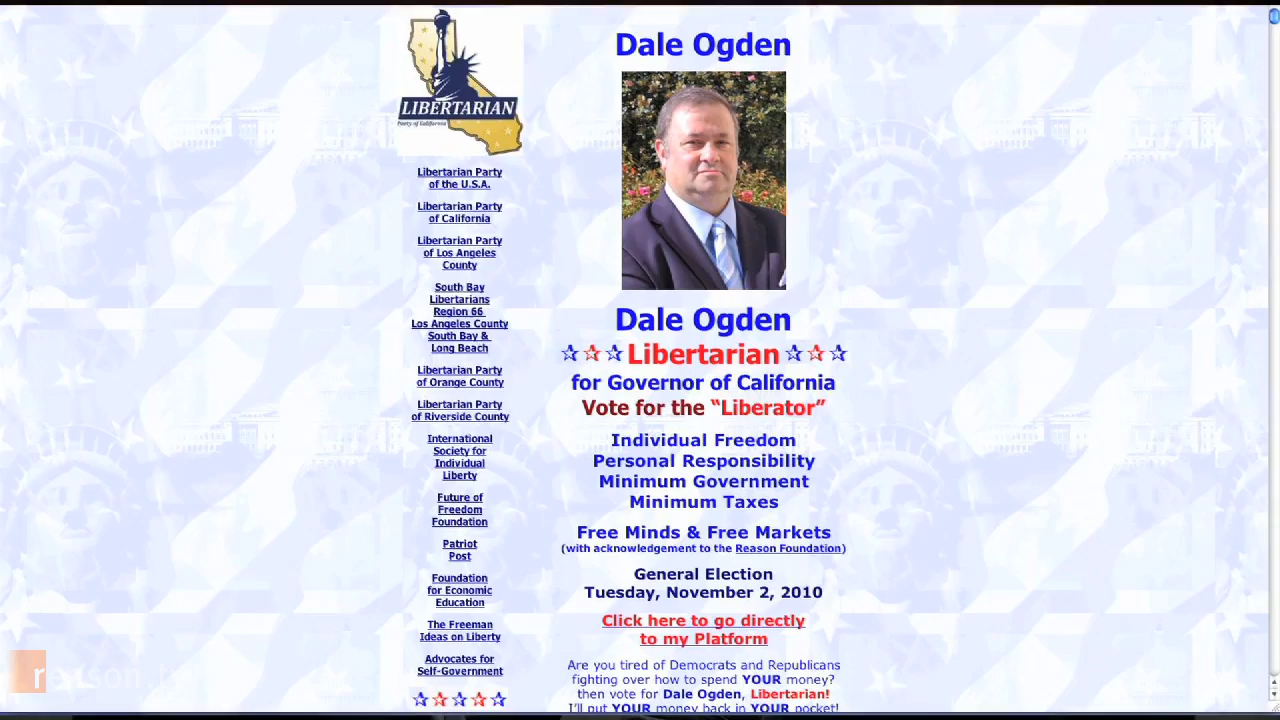 LIBERTARIAN
Party of California
Libertarian Party
of the U.S.A.
Libertarian Party
of California
Libertarian Party
of Los Angeles
County
South Bay
Libertarians
Region 66
Los Angeles County
South Bay &
Long Beach
Libertarian Party
of Orange County
Libertarian Party
of Riverside County
International
Society for
Individual
Liberty
Future of
Freedom
Foundation
Patriot
Post
Foundation
for Economic
Education
The Freeman
Ideas on Liberty
Advocates for
Self-Government
Dale Ogden
Dale Ogden
Libertarian
for Governor of California
Vote for the “Liberator”
Individual Freedom
Personal Responsibility
Minimum Government
Minimum Taxes
Free Minds & Free Markets
(with acknowledgement to the Reason Foundation)
General Election
Tuesday, November 2, 2010
Click here to go directly
to my Platform
Are you tired of Democrats and Republicans
fighting over how to spend YOUR money?
then vote for Dale Ogden, Libertarian!
I’ll put YOUR money back in YOUR pocket!
r